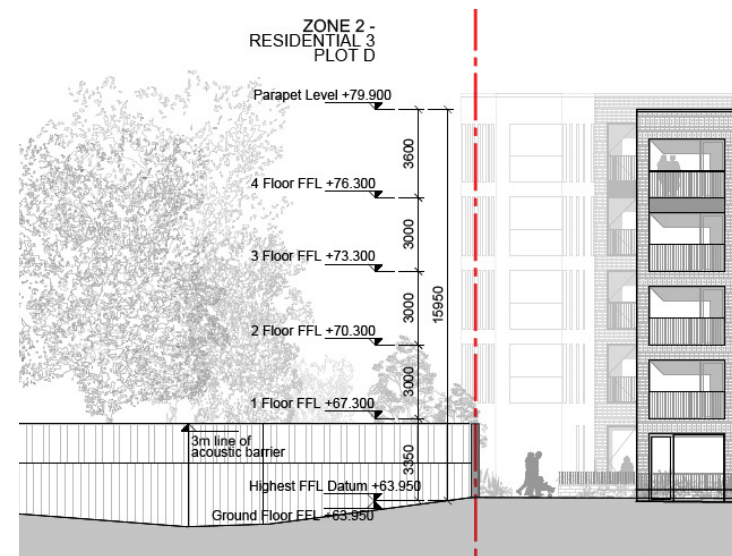 ZONE 2 -
RESIDENTIAL 3
PLOT D
Parapet Level +79.900
3600
4 Floor FFL +76.300
3000
3 Floor FFL +73.300
3000
15950
2 Floor FFL +70.300
3000
1 Floor FFL +67.300
3m line of
acoustic barrier
3350
Highest FFL Datum +63.950
Ground Floor FFL +63.950